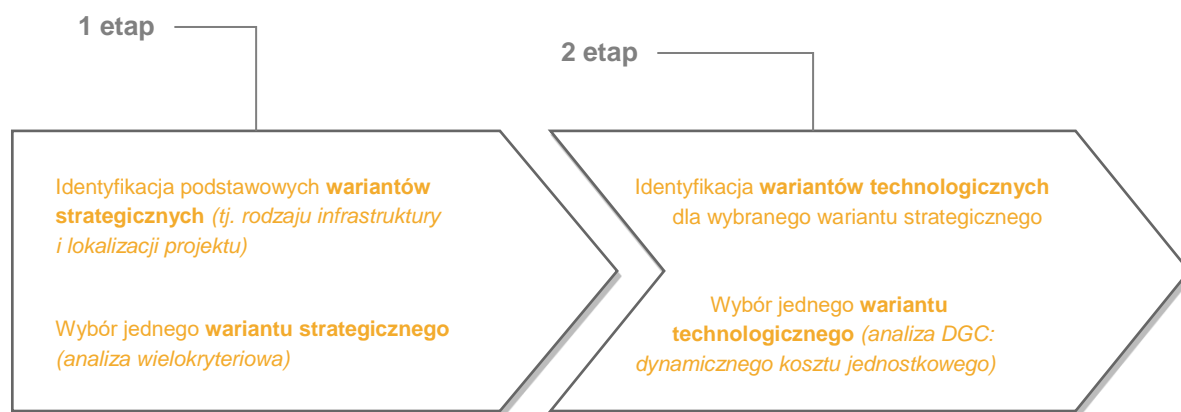 1 etap
Identyfikacja podstawowych wariantów
strategicznych (tj. rodzaju infrastruktury
i lokalizacji projektu)
Wybór jednego wariantu strategicznego
(analiza wielokryteriowa)
2 etap
Identyfikacja wariantów technologicznych
dla wybranego wariantu strategicznego
Wybór jednego wariantu
technologicznego (analiza DGC:
dynamicznego kosztu jednostkowego)